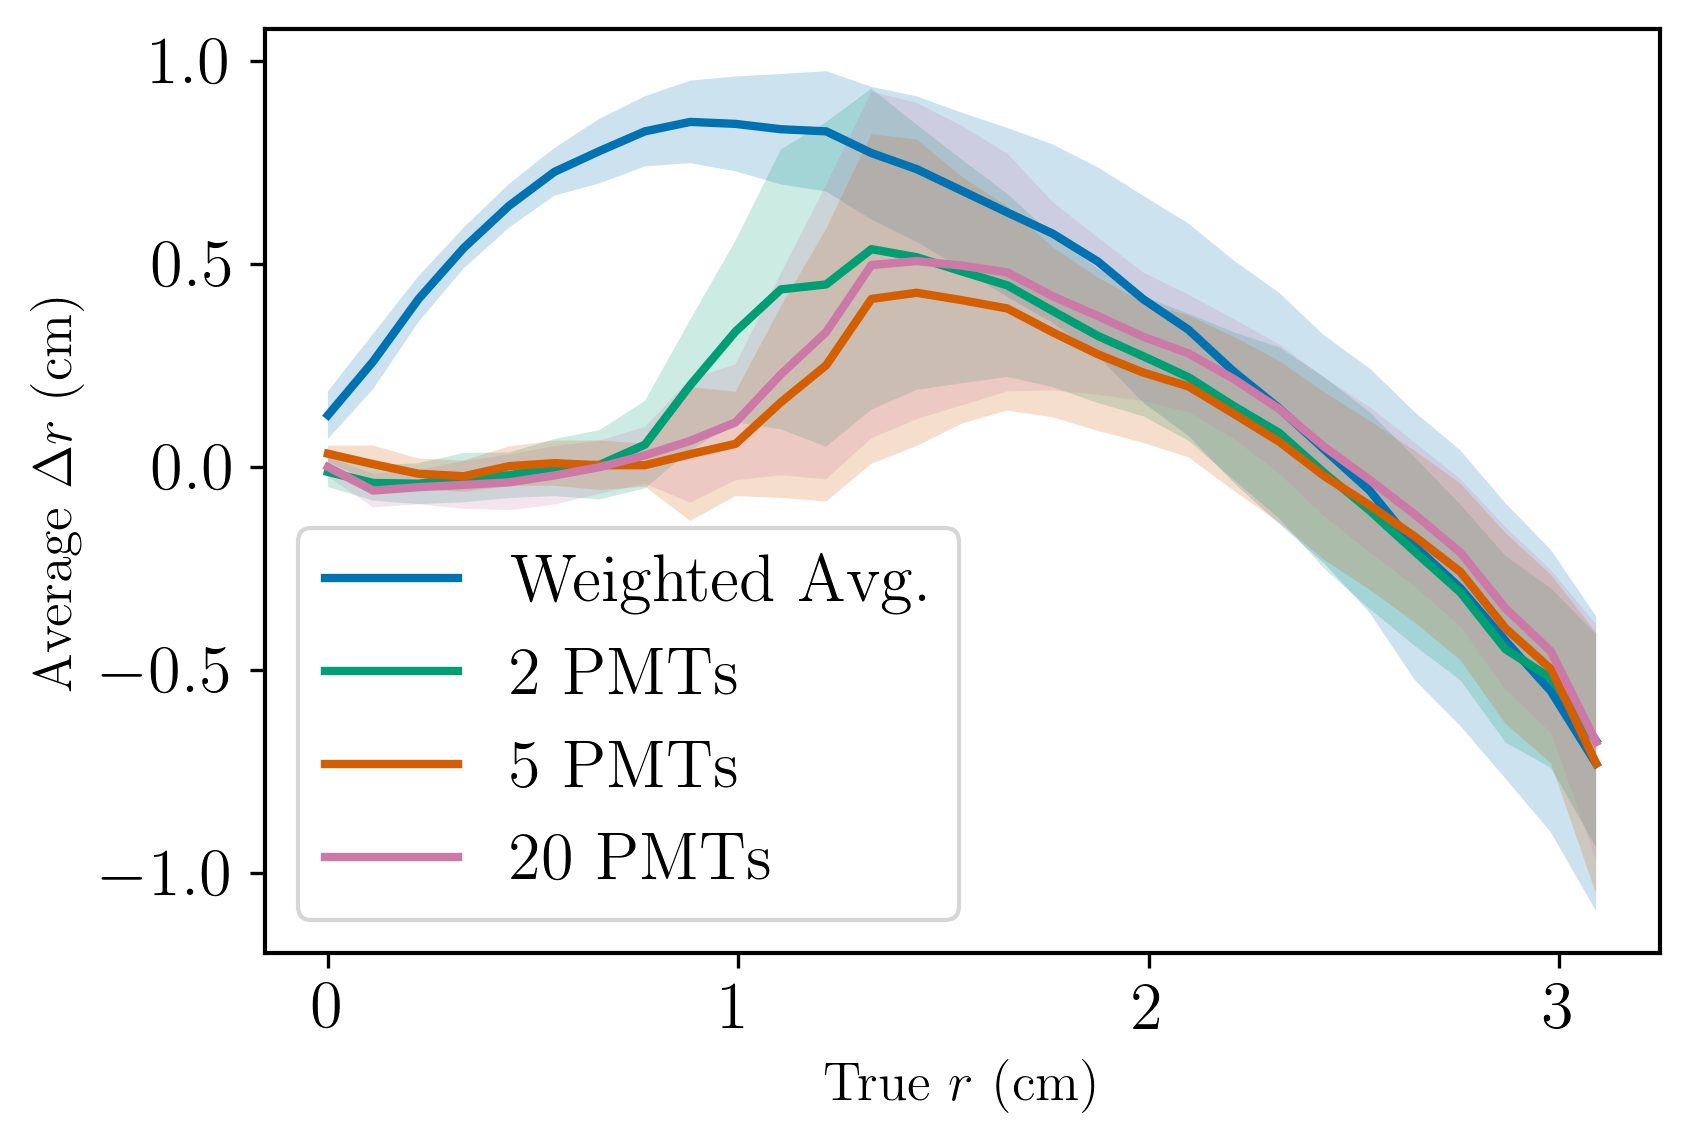 1.0
0.5
0.0
−0.5
−1.0
Average Δr (cm)
Weighted Avg.
2 PMTs
5 PMTs
20 PMTs
0 1 2 3
True r (cm)